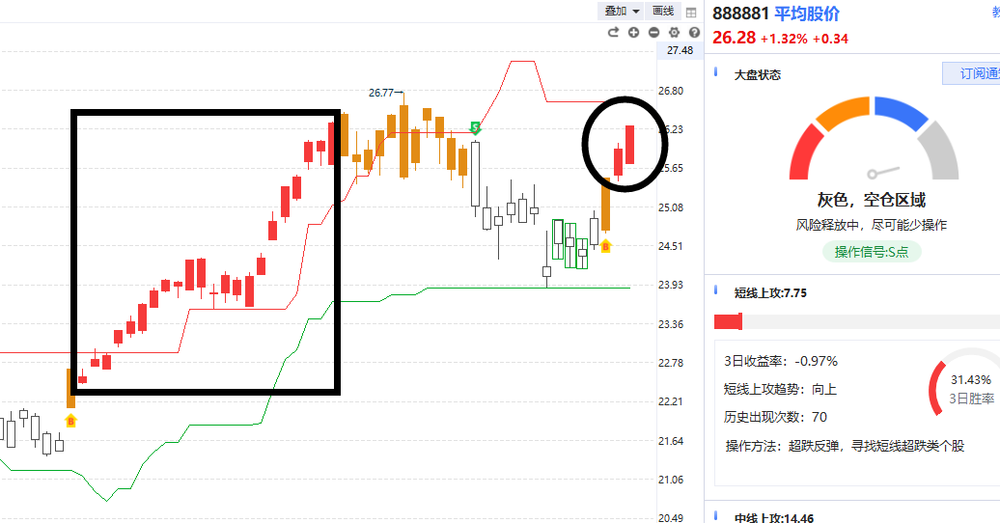 叠加 画线
27.48
26.80
26.77
26.23
25.65
25.08
24.51
23.93
23.36
22.78
22.21
21.64
21.06
20.49
S
B
B
888881 平均股价
26.28 +1.32% +0.34
大盘状态
订阅通
灰色，空仓区域
风险释放中，尽可能少操作
操作信号:S点
短线上攻:7.75
3日收益率：-0.97%
短线上攻趋势：向上
历史出现次数：70
操作方法：超跌反弹，寻找短线超跌类个股
31.43%
3日胜率
中线上攻:14.46